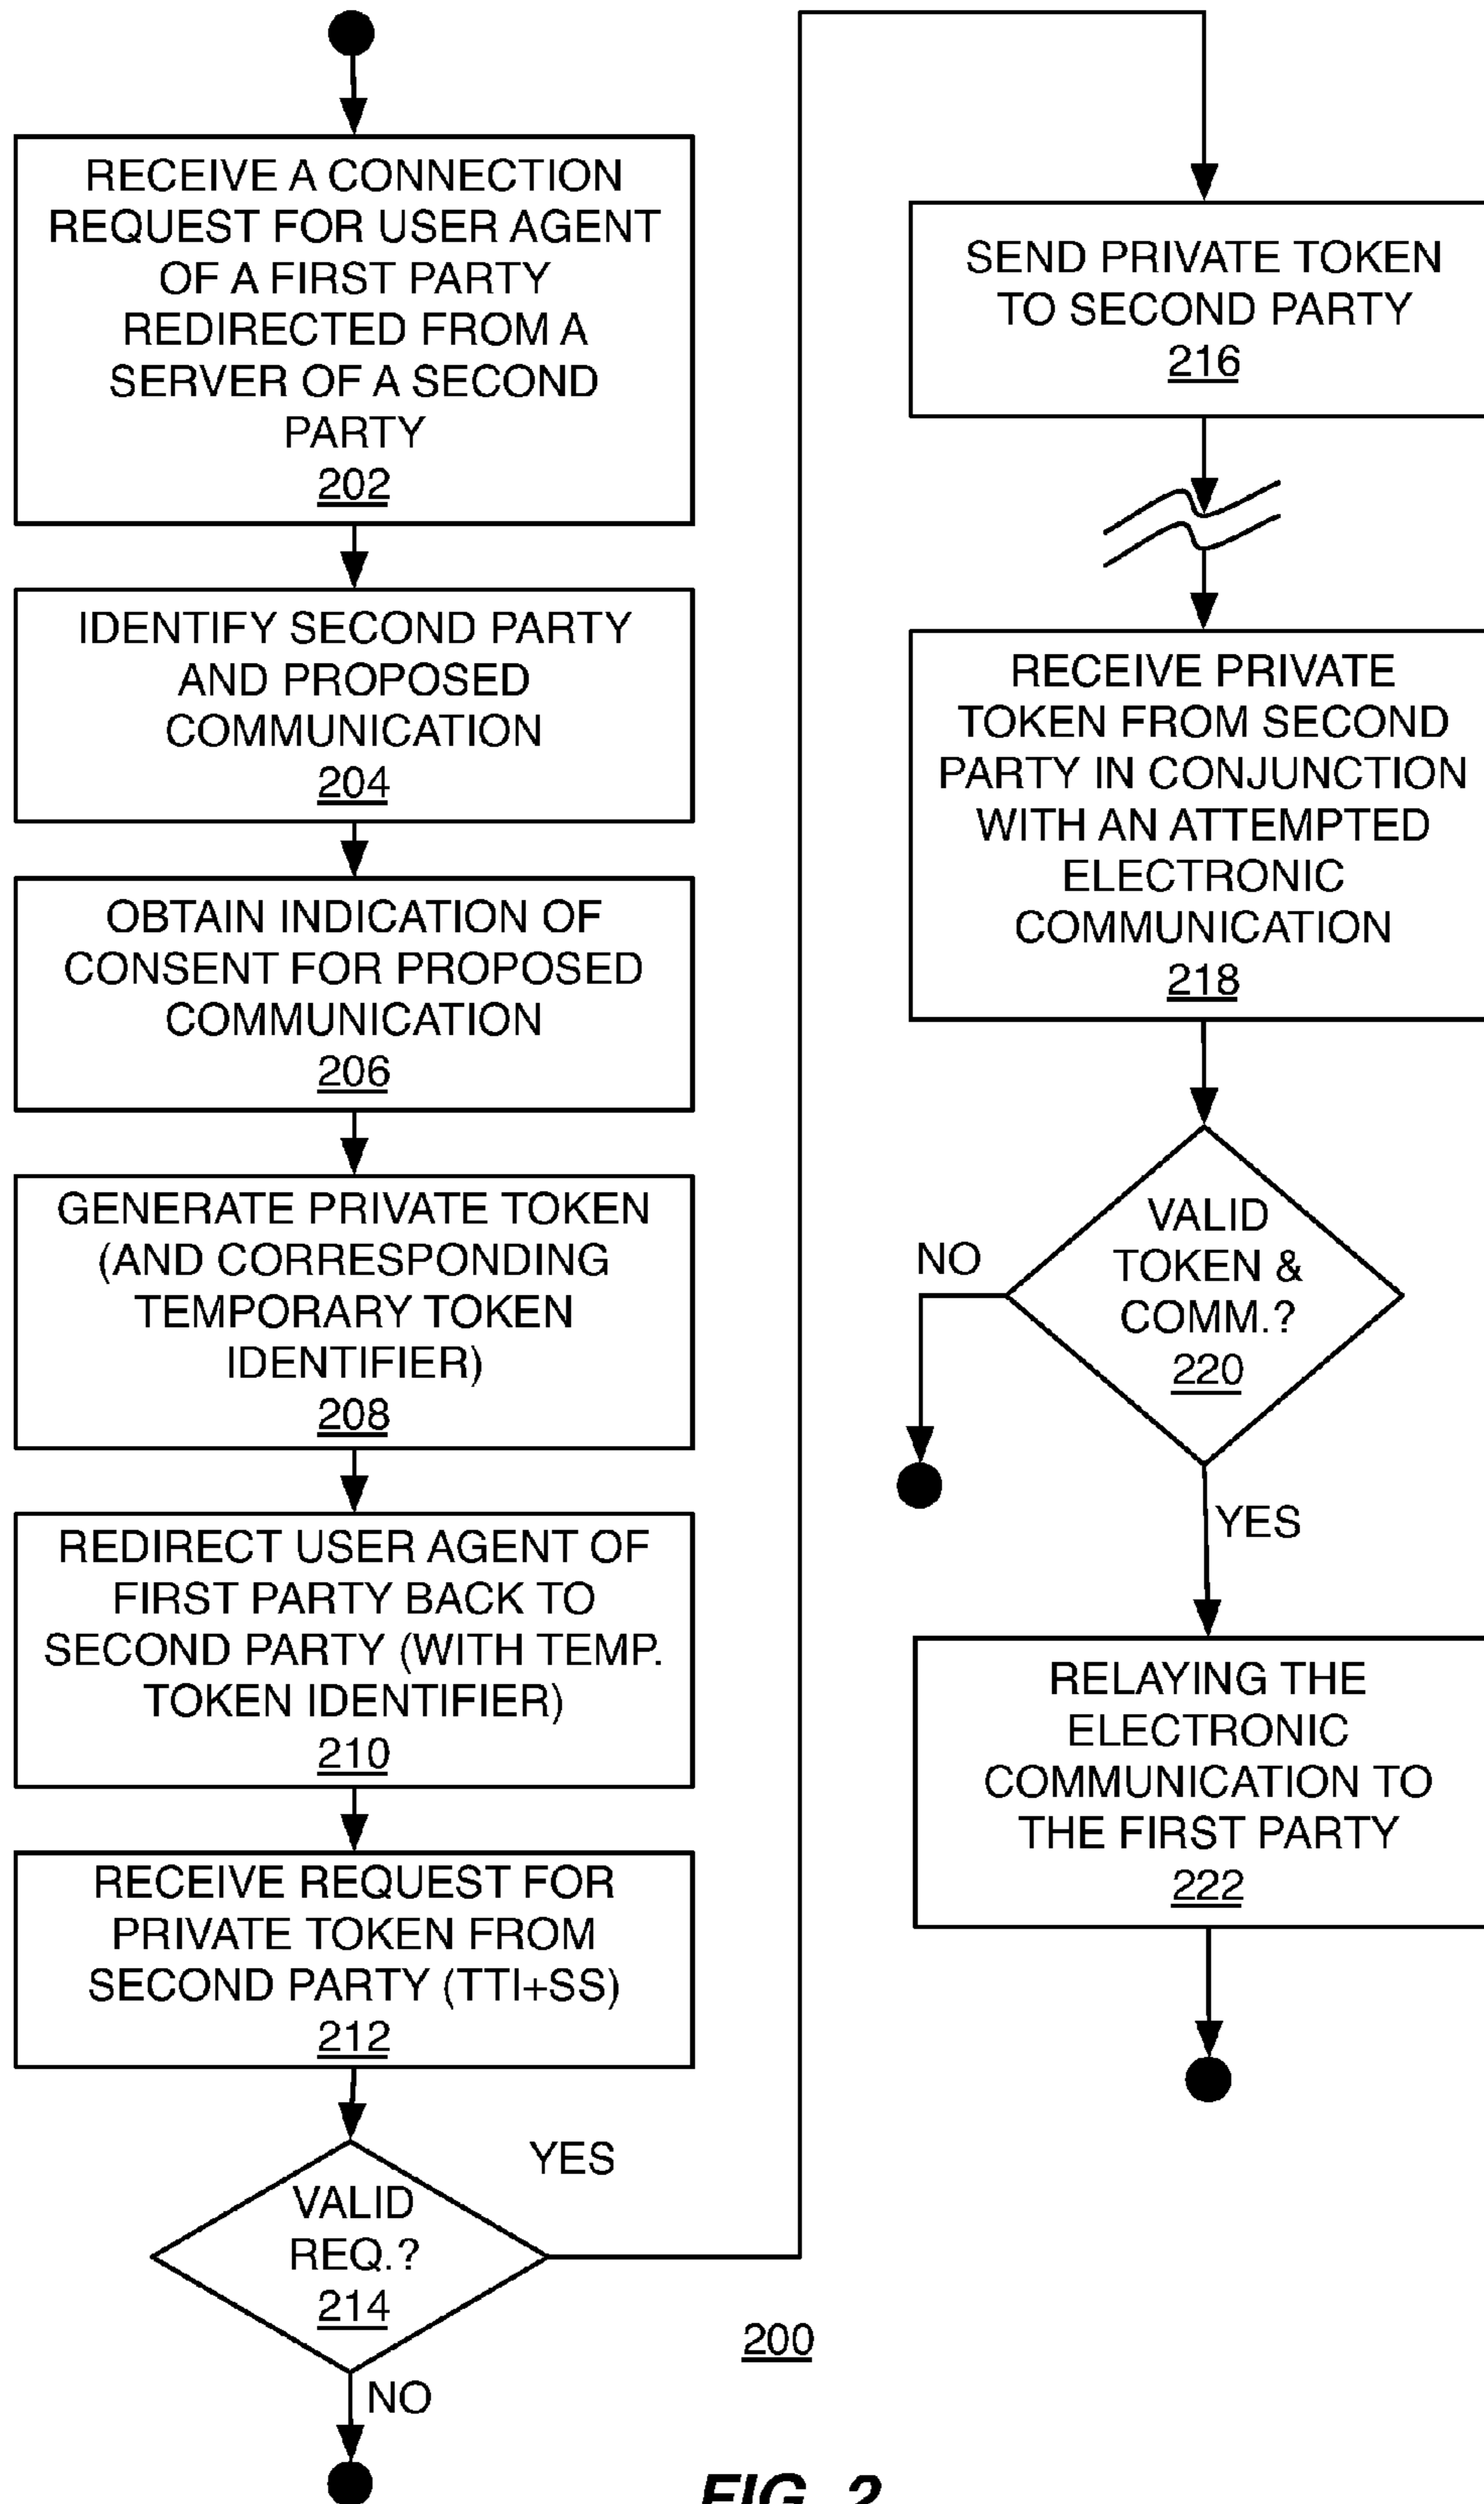 RECEIVE A CONNECTION
REQUEST FOR USER AGENT
OF A FIRST PARTY
REDIRECTED FROM A
SERVER OF A SECOND
PARTY
202
IDENTIFY SECOND PARTY
AND PROPOSED
COMMUNICATION
204
OBTAIN INDICATION OF
CONSENT FOR PROPOSED
COMMUNICATION
206
GENERATE PRIVATE TOKEN
(AND CORRESPONDING
TEMPORARY TOKEN
IDENTIFIER)
208
REDIRECT USER AGENT OF
FIRST PARTY BACK TO
SECOND PARTY (WITH TEMP.
TOKEN IDENTIFIER)
210
RECEIVE REQUEST FOR
PRIVATE TOKEN FROM
SECOND PARTY (TTI+SS)
212
VALID
REQ.?
214
YES
NO
SEND PRIVATE TOKEN
TO SECOND PARTY
216
RECEIVE PRIVATE
TOKEN FROM SECOND
PARTY IN CONJUNCTION
WITH AN ATTEMPTED
ELECTRONIC
COMMUNICATION
218
VALID
TOKEN &
COMM.?
220
NO
YES
RELAYING THE
ELECTRONIC
COMMUNICATION TO
THE FIRST PARTY
222
200
FIG. 2